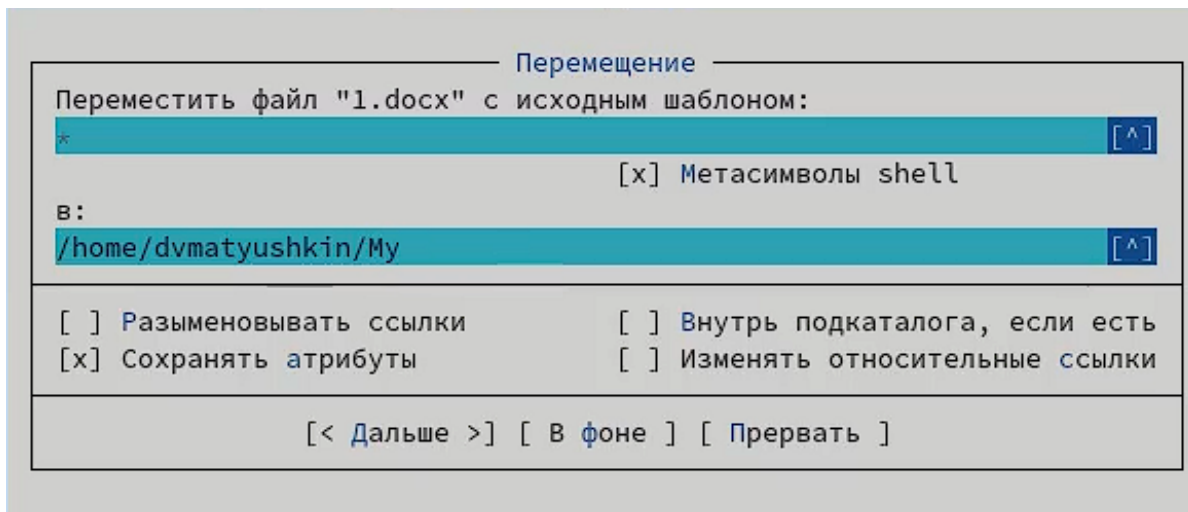 Перемещение
Переместить файл "1.docx" с исходным шаблоном:
* [^]
[x] Метасимволы shell
в:
/home/dvmatyushkin/My [^]
[ ] Разыменовывать ссылки [ ] Внутрь подкаталога, если есть
[x] Сохранять атрибуты [ ] Изменять относительные ссылки
[< Дальше >] [ В фоне ] [ Прервать ]